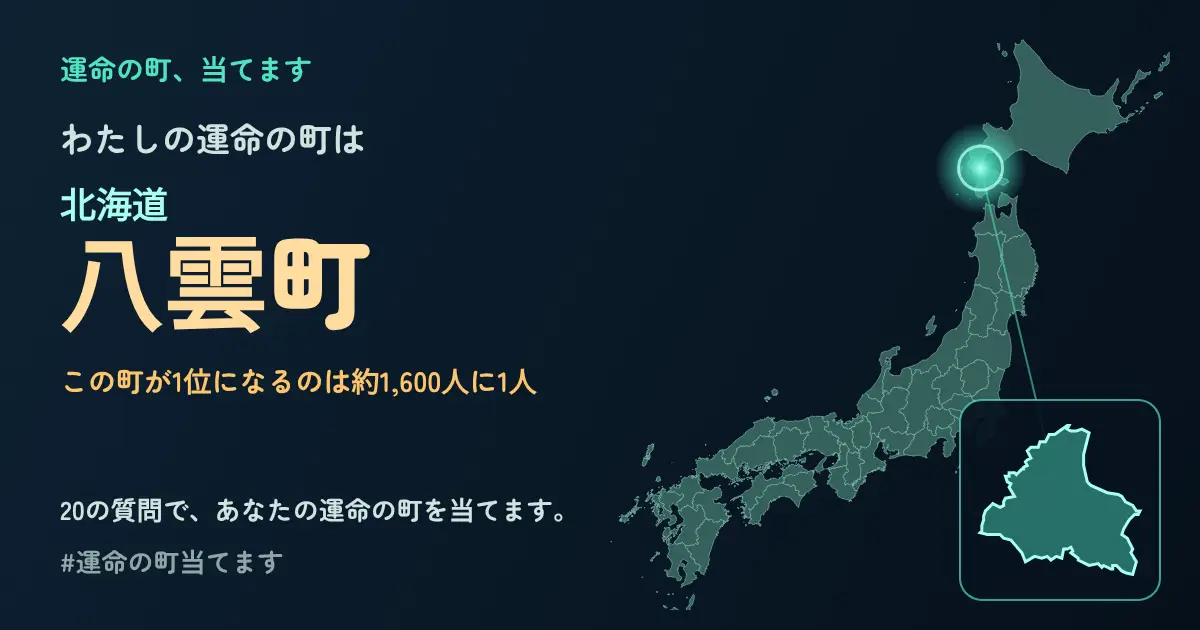 運命の町、当てます
わたしの運命の町は
北海道
八雲町
この町が1位になるのは約1,600人に1人
20の質問で、あなたの運命の町を当てます。
#運命の町当てます